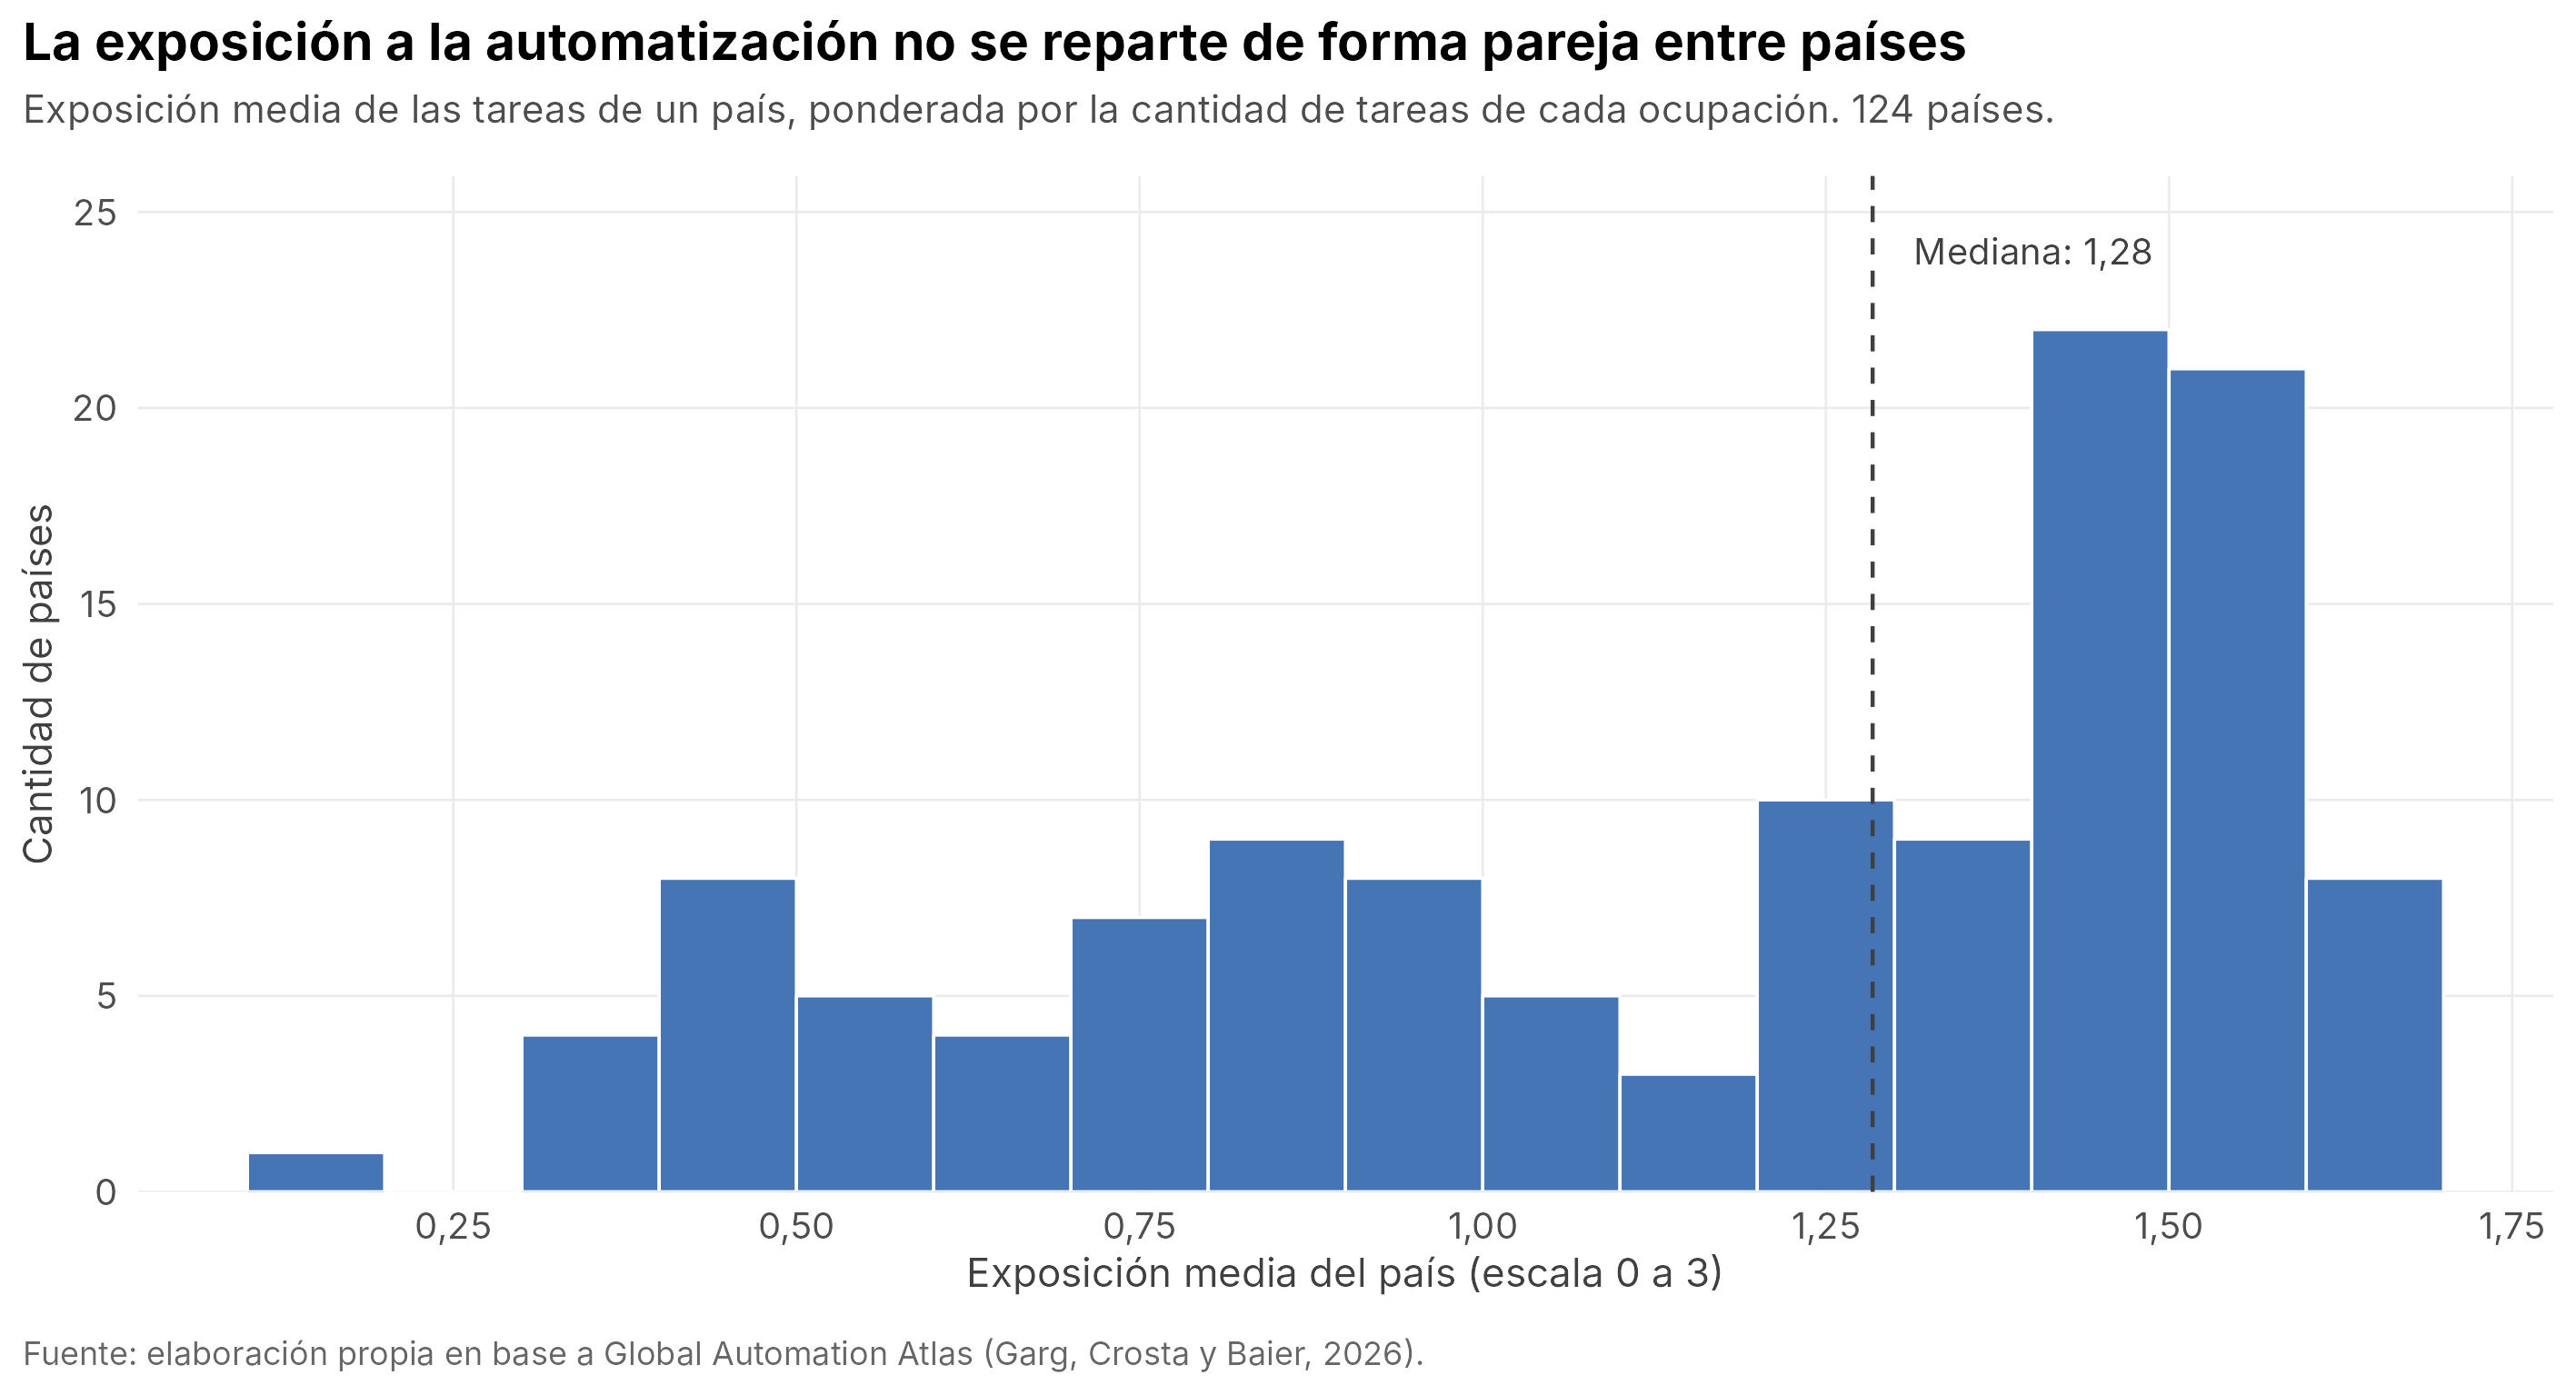 La exposición a la automatización no se reparte de forma pareja entre países
Exposición media de las tareas de un país, ponderada por la cantidad de tareas de cada ocupación. 124 países.
25
20
15
10
5
0
Cantidad de países
Mediana: 1,28
0,25
0,50
0,75
1,00
1,25
1,50
1,75
Exposición media del país (escala 0 a 3)
Fuente: elaboración propia en base a Global Automation Atlas (Garg, Crosta y Baier, 2026).